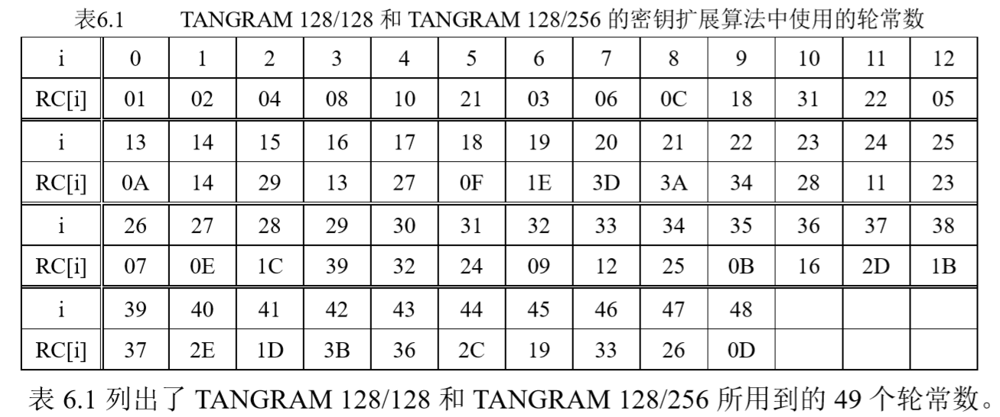 表6.1 TANGRAM 128/128 和 TANGRAM 128/256 的密钥扩展算法中使用的轮常数
i 0 1 2 3 4 5 6 7 8 9 10 11 12
RC[i] 01 02 04 08 10 21 03 06 0C 18 31 22 05
i 13 14 15 16 17 18 19 20 21 22 23 24 25
RC[i] 0A 14 29 13 27 0F 1E 3D 3A 34 28 11 23
i 26 27 28 29 30 31 32 33 34 35 36 37 38
RC[i] 07 0E 1C 39 32 24 09 12 25 0B 16 2D 1B
i 39 40 41 42 43 44 45 46 47 48
RC[i] 37 2E 1D 3B 36 2C 19 33 26 0D
表 6.1 列出了 TANGRAM 128/128 和 TANGRAM 128/256 所用到的 49 个轮常数。